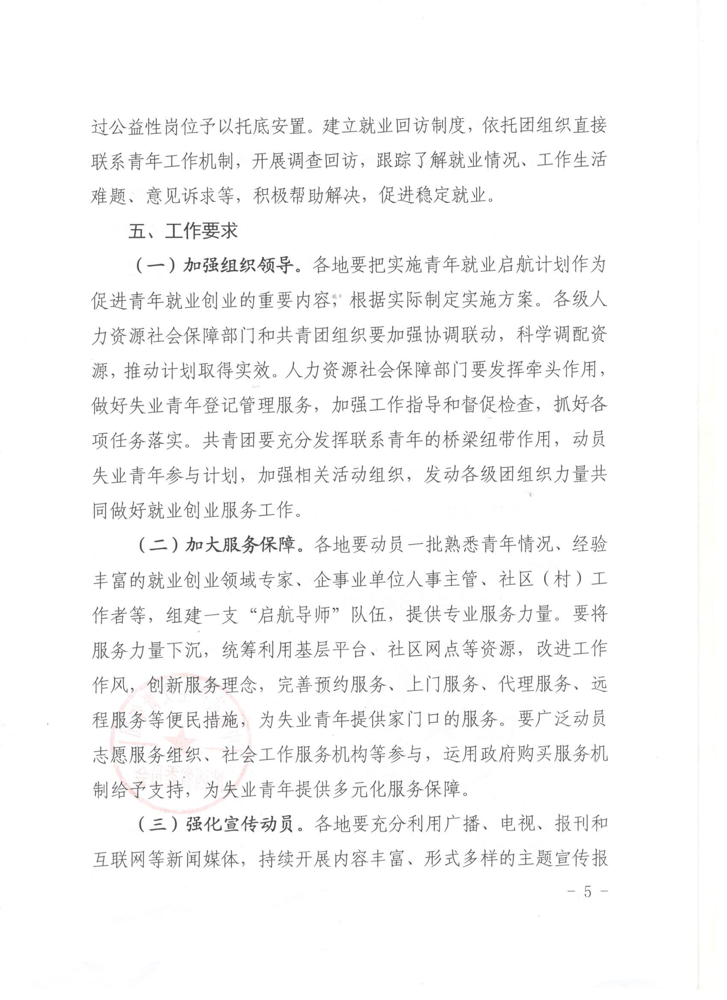 过公益性岗位予以托底安置。建立就业回访制度，依托团组织直接
联系青年工作机制，开展调查回访，跟踪了解就业情况、工作生活
难题、意见诉求等，积极帮助解决，促进稳定就业。
五、工作要求
（一）加强组织领导。各地要把实施青年就业启航计划作为
促进青年就业创业的重要内容，根据实际制定实施方案。各级人
力资源社会保障部门和共青团组织要加强协调联动，科学调配资
源，推动计划取得实效。人力资源社会保障部门要发挥牵头作用，
做好失业青年登记管理服务，加强工作指导和督促检查，抓好各
项任务落实。共青团要充分发挥联系青年的桥梁纽带作用，动员
失业青年参与计划，加强相关活动组织，发动各级团组织力量共
同做好就业创业服务工作。
（二）加大服务保障。各地要动员一批熟悉青年情况、经验
丰富的就业创业领域专家、企事业单位人事主管、社区（村）工
作者等，组建一支“启航导师”队伍，提供专业服务力量。要将
服务力量下沉，统筹利用基层平台、社区网点等资源，改进工作
作风，创新服务理念，完善预约服务、上门服务、代理服务、远
程服务等便民措施，为失业青年提供家门口的服务。要广泛动员
志愿服务组织、社会工作服务机构等参与，运用政府购买服务机
制给予支持，为失业青年提供多元化服务保障。
（三）强化宣传动员。各地要充分利用广播、电视、报刊和
互联网等新闻媒体，持续开展内容丰富、形式多样的主题宣传报
- 5 -